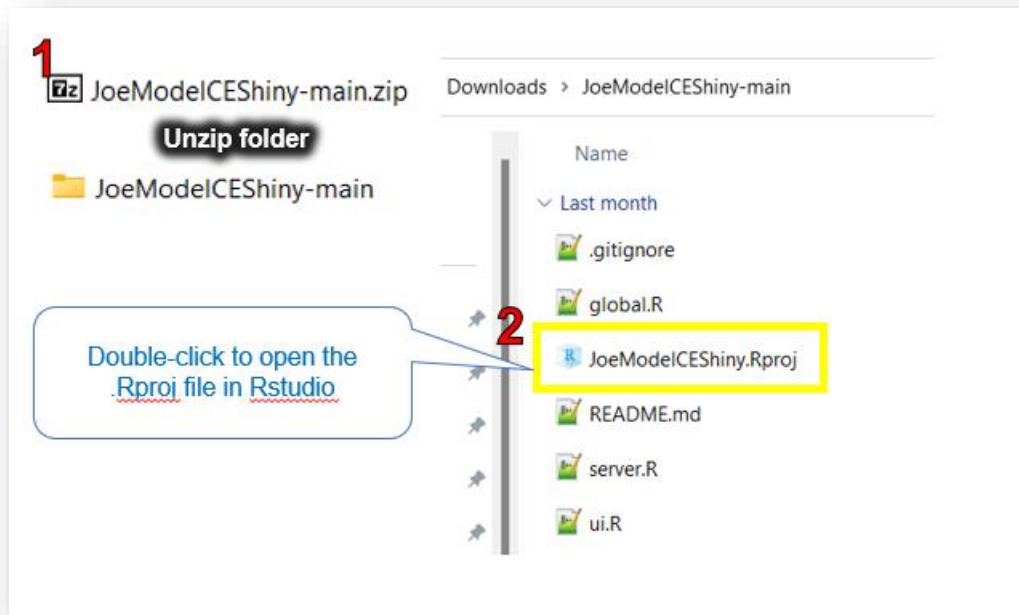 1
JoeModelCEShiny-main.zip
Unzip folder
JoeModelCEShiny-main
Downloads > JoeModelCEShiny-main
Name
Last month
.gitignore
global.R
2
JoeModelCEShiny.Rproj
README.md
server.R
ui.R
Double-click to open the
.Rproj file in Rstudio